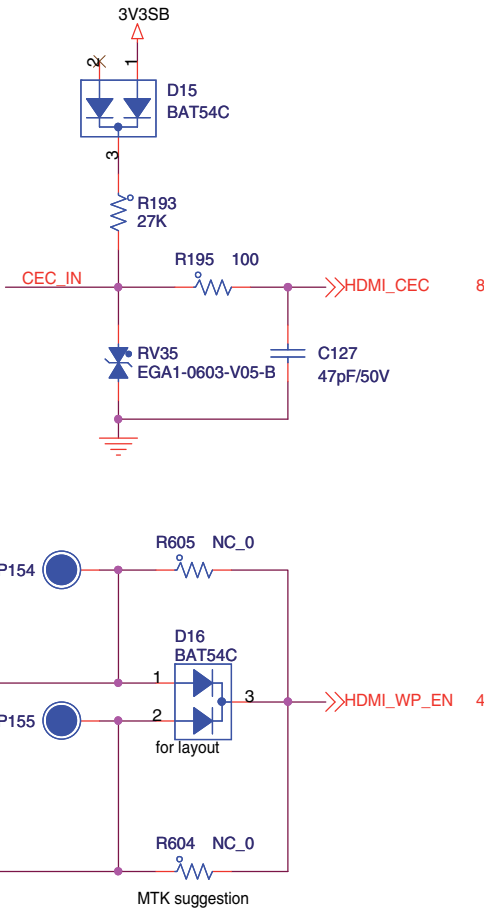 3V3SB
2
1
D15
BAT54C
3
R193
27K
R195 100
CEC_IN
HDMI_CEC 8
RV35
EGA1-0603-V05-B
C127
47pF/50V
R605 NC_0
P154
D16
BAT54C
1
3
HDMI_WP_EN 4
2
P155
for layout
R604 NC_0
MTK suggestion